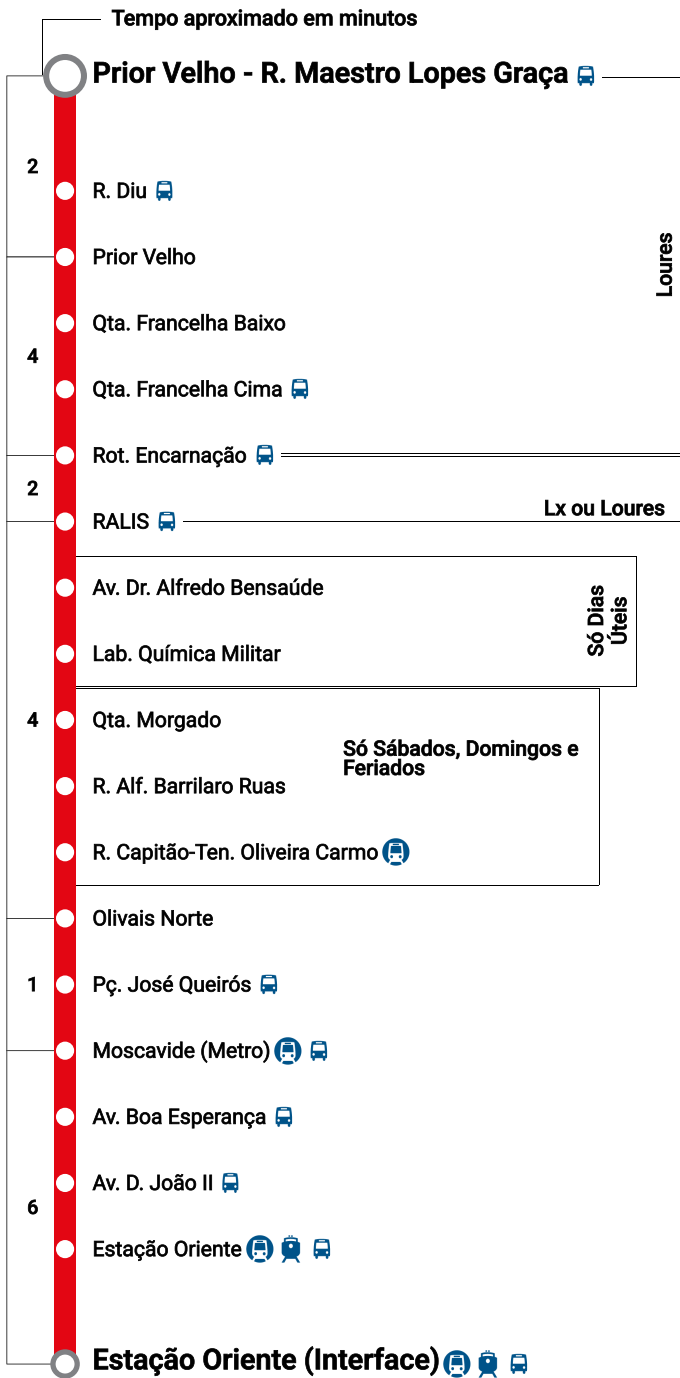 Tempo aproximado em minutos
Prior Velho - R. Maestro Lopes Graça
2
R. Diu
Prior Velho
Loures
Qta. Francelha Baixo
4
Qta. Francelha Cima
Rot. Encarnação
2
Lx ou Loures
RALIS
Av. Dr. Alfredo Bensaúde
Só Dias
Úteis
Lab. Química Militar
4
Qta. Morgado
Só Sábados, Domingos e
Feriados
R. Alf. Barrilaro Ruas
R. Capitão-Ten. Oliveira Carmo
Olivais Norte
1
Pç. José Queirós
Moscavide (Metro)
Av. Boa Esperança
Av. D. João II
6
Estação Oriente
Estação Oriente (Interface)